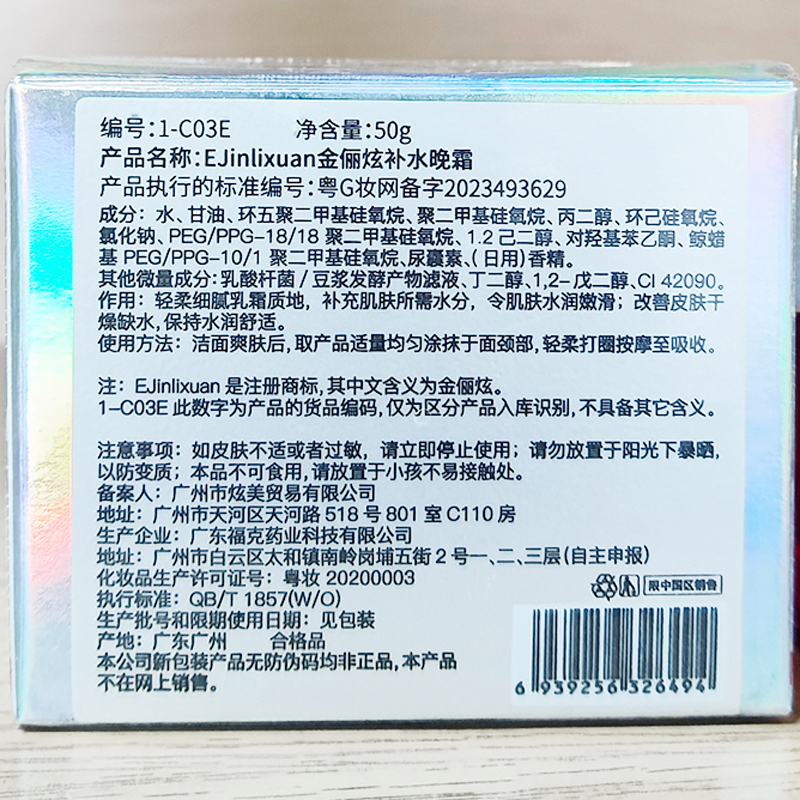 编号:1-C03E 净含量:50g
产品名称:EJinlixuan金俪炫补水晚霜
产品执行的标准编号:粤G妆网备字2023493629
成分：水、甘油、环五聚二甲基硅氧烷、聚二甲基硅氧烷、丙二醇、环己硅氧烷、
氯化钠、PEG/PPG-18/18 聚二甲基硅氧烷、1.2 己二醇、对羟基苯乙酮、鲸蜡
基 PEG/PPG-10/1 聚二甲基硅氧烷、尿囊素、(日用)香精。
其他微量成分:乳酸杆菌/豆浆发酵产物滤液、丁二醇、1,2-戊二醇、CI 42090。
作用：轻柔细腻乳霜质地，补充肌肤所需水分，令肌肤水润嫩滑；改善皮肤干
燥缺水,保持水润舒适。
使用方法：洁面爽肤后,取产品适量均匀涂抹于面颈部,轻柔打圈按摩至吸收。
注：EJinlixuan 是注册商标,其中文含义为金俪炫。
1-C03E 此数字为产品的货品编码,仅为区分产品入库识别,不具备其它含义。
注意事项：如皮肤不适或者过敏，请立即停止使用；请勿放置于阳光下暴晒,
以防变质；本品不可食用,请放置于小孩不易接触处。
备案人：广州市炫美贸易有限公司
地址：广州市天河区天河路 518 号 801 室 C110 房
生产企业：广东福克药业科技有限公司
地址：广州市白云区太和镇南岭岗埔五街 2 号一、二、三层(自主申报)
化妆品生产许可证号：粤妆 20200003
限中国区销售
执行标准：QB/T 1857(W/O)
生产批号和限期使用日期：见包装
产地：广东广州 合格品
本公司新包装产品无防伪码均非正品,本产品
不在网上销售。
6 939256 326494